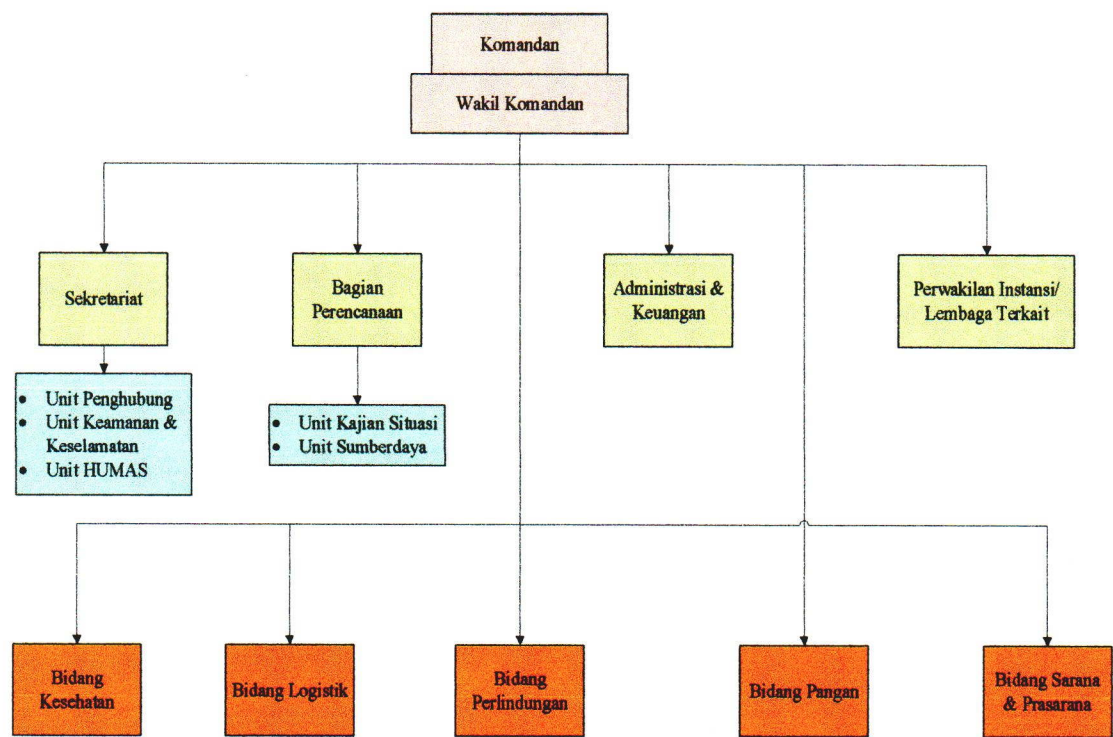 Komandan
Wakil Komandan
Sekretariat
Bagian
Perencanaan
Administrasi &
Keuangan
Perwakilan Instansi/
Lembaga Terkait
• Unit Penghubung
• Unit Keamanan &
Keselamatan
• Unit HUMAS
• Unit Kajian Situasi
• Unit Sumberdaya
Bidang
Kesehatan
Bidang Logistik
Bidang
Perlindungan
Bidang Pangan
Bidang Sarana
& Prasarana